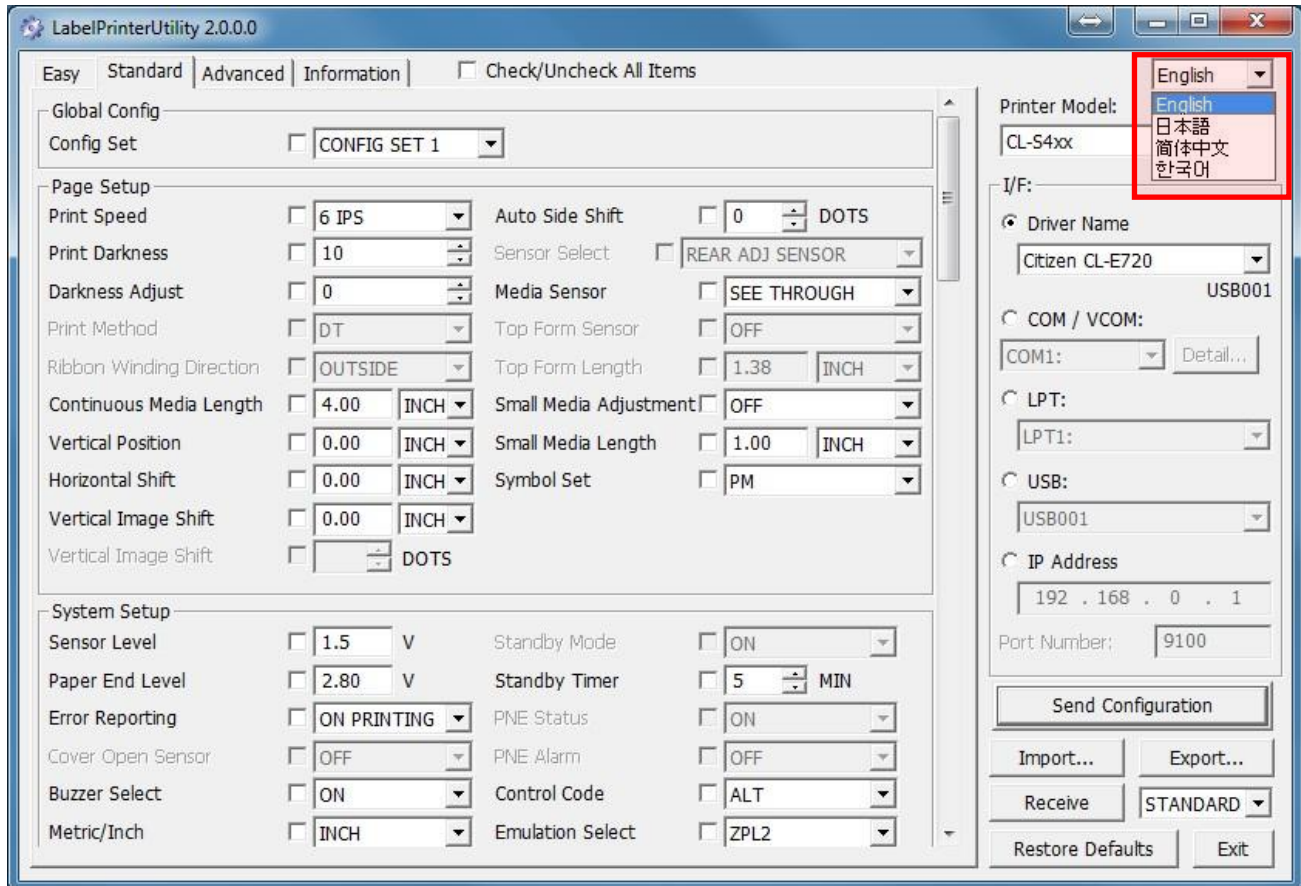 LabelPrinterUtility 2.0.0.0
Easy Standard Advanced Information Check/Uncheck All Items
English
English
日本語
简体中文
한국어
Global Config
Config Set CONFIG SET 1
Page Setup
Print Speed 6 IPS Auto Side Shift 0 DOTS
Print Darkness 10 Sensor Select REAR ADJ SENSOR
Darkness Adjust 0 Media Sensor SEE THROUGH
Print Method DT Top Form Sensor OFF
Ribbon Winding Direction OUTSIDE Top Form Length 1.38 INCH
Continuous Media Length 4.00 INCH Small Media Adjustment OFF
Vertical Position 0.00 INCH Small Media Length 1.00 INCH
Horizontal Shift 0.00 INCH Symbol Set PM
Vertical Image Shift 0.00 INCH
Vertical Image Shift DOTS
System Setup
Sensor Level 1.5 V Standby Mode ON
Paper End Level 2.80 V Standby Timer 5 MIN
Error Reporting ON PRINTING PNE Status ON
Cover Open Sensor OFF PNE Alarm OFF
Buzzer Select ON Control Code ALT
Metric/Inch INCH Emulation Select ZPL2
Printer Model:
CL-S4xx
I/F:
Driver Name
Citizen CL-E720
USB001
COM / VCOM:
COM1: Detail...
LPT:
LPT1:
USB:
USB001
IP Address
192 . 168 . 0 . 1
Port Number: 9100
Send Configuration
Import... Export...
Receive STANDARD
Restore Defaults Exit